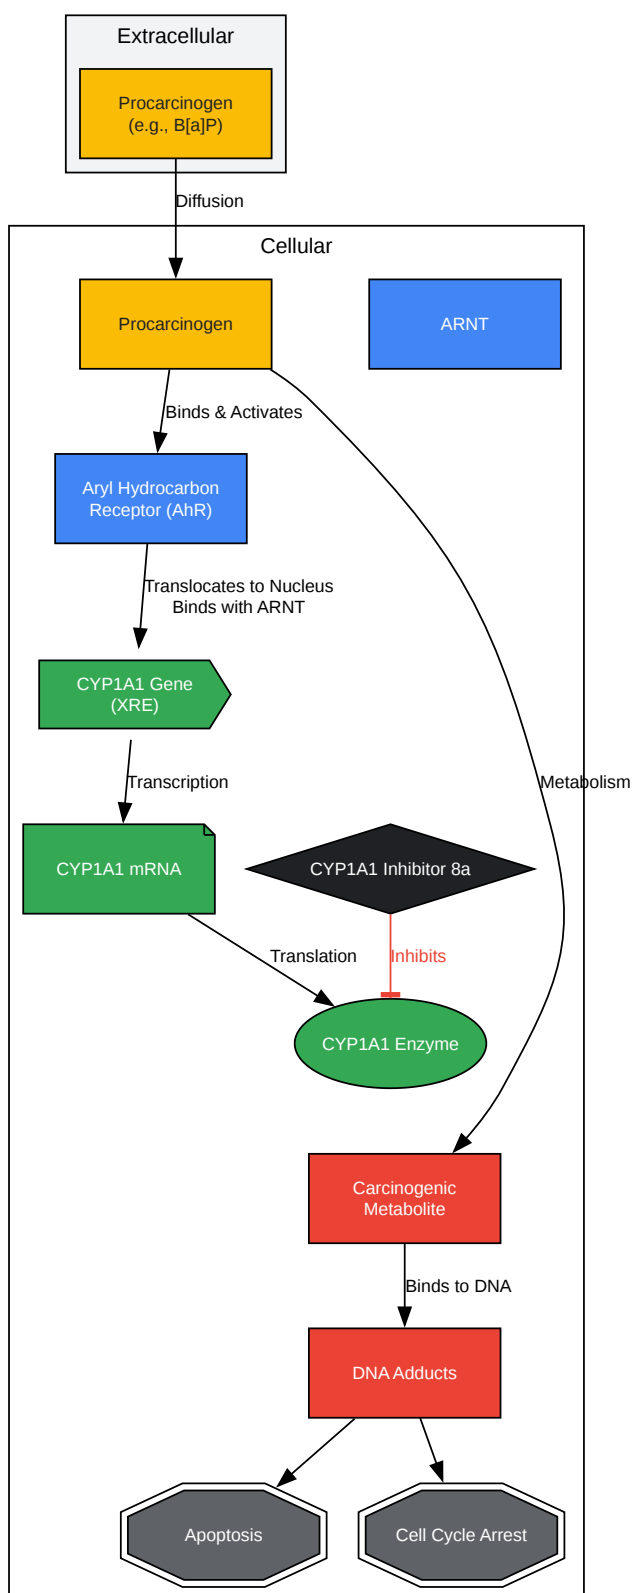 Extracellular
Procarcinogen
(e.g., B[a]P)
Diffusion
Cellular
Procarcinogen
ARNT
Binds & Activates
Aryl Hydrocarbon
Receptor (AhR)
Translocates to Nucleus
Binds with ARNT
CYP1A1 Gene
(XRE)
Transcription
Metabolism
CYP1A1 mRNA
CYP1A1 Inhibitor 8a
Translation
Inhibits
CYP1A1 Enzyme
Carcinogenic
Metabolite
Binds to DNA
DNA Adducts
Apoptosis
Cell Cycle Arrest